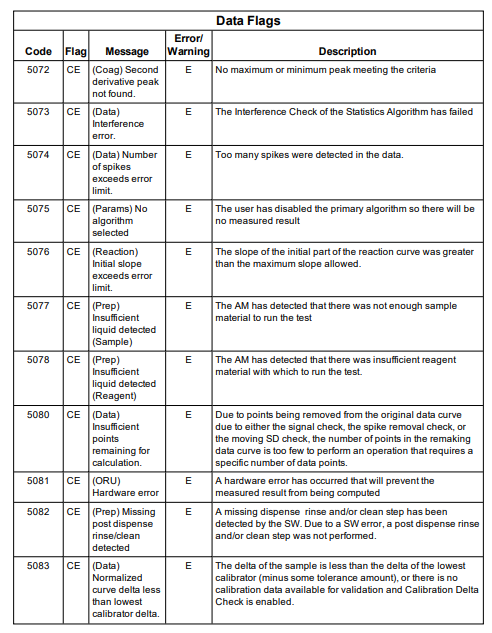 Data Flags
Code Flag Message Error/ Warning Description
5072 CE (Coag) Second E No maximum or minimum peak meeting the criteria
derivative peak
not found.
5073 CE (Data) E The Interference Check of the Statistics Algorithm has failed
Interference
error.
5074 CE (Data) Number E Too many spikes were detected in the data.
of spikes
exceeds error
limit.
5075 CE (Params) No E The user has disabled the primary algorithm so there will be
algorithm no measured result
selected
5076 CE (Reaction) E The slope of the initial part of the reaction curve was greater
Initial slope than the maximum slope allowed.
exceeds error
limit.
5077 CE (Prep) E The AM has detected that there was not enough sample
Insufficient material to run the test
liquid detected
(Sample)
5078 CE (Prep) E The AM has detected that there was insufficient reagent
Insufficient material with which to run the test.
liquid detected
(Reagent)
5080 CE (Data) E Due to points being removed from the original data curve
Insufficient due to either the signal check, the spike removal check, or
points the moving SD check, the number of points in the remaking
remaining for data curve is too few to perform an operation that requires a
calculation. specific number of data points.
5081 CE (ORU) E A hardware error has occurred that will prevent the
Hardware error measured result from being computed
5082 CE (Prep) Missing E A missing dispense rinse and/or clean step has been
post dispense detected by the SW. Due to a SW error, a post dispense rinse
rinse/clean and/or clean step was not performed.
detected
5083 CE (Data) E The delta of the sample is less than the delta of the lowest
Normalized calibrator (minus some tolerance amount), or there is no
curve delta less calibration data available for validation and Calibration Delta
than lowest Check is enabled.
calibrator delta.